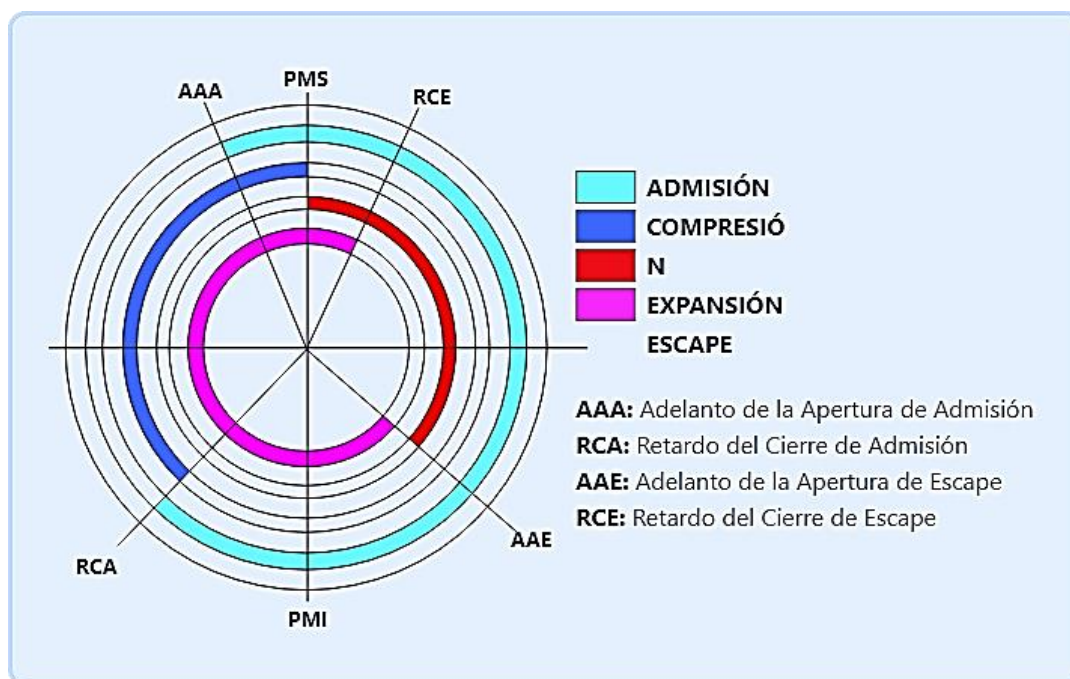 PMS
AAA
RCE
ADMISIÓN
COMPRESIÓ
N
EXPANSIÓN
ESCAPE
AAA: Adelanto de la Apertura de Admisión
RCA: Retardo del Cierre de Admisión
AAE: Adelanto de la Apertura de Escape
RCE: Retardo del Cierre de Escape
AAE
RCA
PMI